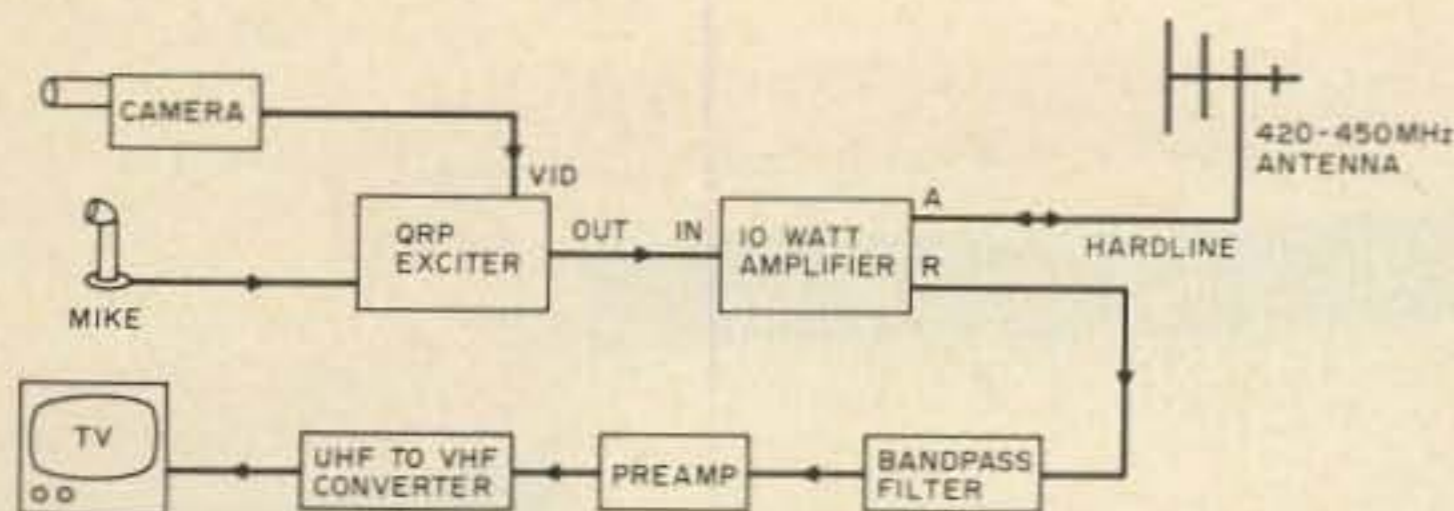 CAMERA
VID
420-450MHz
ANTENNA
MIKE
QRP
EXCITER
OUT
IN
10 WATT
AMPLIFIER
A
R
HARDLINE
TV
UHF TO VHF
CONVERTER
PREAMP
BANDPASS
FILTER